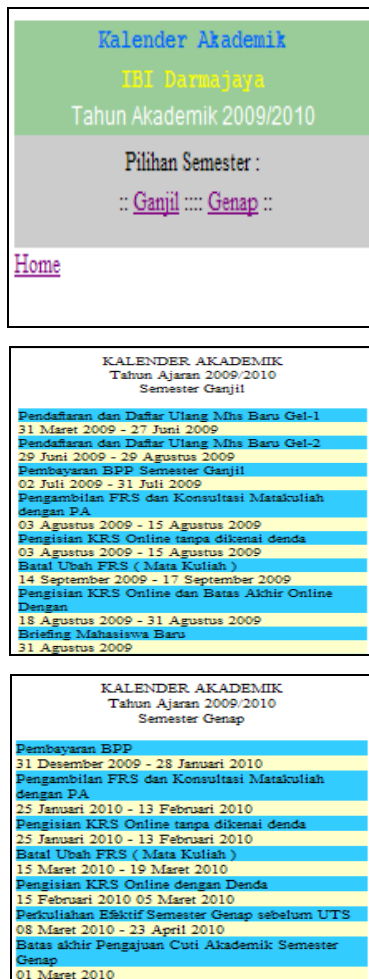 Kalender Akademik
IBI Darmajaya
Tahun Akademik 2009/2010
Pilihan Semester :
:: Ganjil :::: Genap ::
Home
KALENDER AKADEMIK
Tahun Ajaran 2009/2010
Semester Ganjil
Pendaftaran dan Daftar Ulang Mhs Baru Gel-1
31 Maret 2009 - 27 Juni 2009
Pendaftaran dan Daftar Ulang Mhs Baru Gel-2
29 Juni 2009 - 29 Agustus 2009
Pembayaran BPP Semester Ganjil
02 Juli 2009 - 31 Juli 2009
Pengambilan FRS dan Konsultasi Matakuliah
dengan PA
03 Agustus 2009 - 15 Agustus 2009
Pengisian KRS Online tanpa dikenai denda
03 Agustus 2009 - 15 Agustus 2009
Batal Ubah FRS ( Mata Kuliah )
14 September 2009 - 17 September 2009
Pengisian KRS Online dan Batas Akhir Online
Dengan
18 Agustus 2009 - 31 Agustus 2009
Briefing Mahasiswa Baru
31 Agustus 2009
KALENDER AKADEMIK
Tahun Ajaran 2009/2010
Semester Genap
Pembayaran BPP
31 Desember 2009 - 28 Januari 2010
Pengambilan FRS dan Konsultasi Matakuliah
dengan PA
25 Januari 2010 - 13 Februari 2010
Pengisian KRS Online tanpa dikenai denda
25 Januari 2010 - 13 Februari 2010
Batal Ubah FRS ( Mata Kuliah )
15 Maret 2010 - 19 Maret 2010
Pengisian KRS Online dengan Denda
15 Februari 2010 05 Maret 2010
Perkuliahan Efektif Semester Genap sebelum UTS
08 Maret 2010 - 23 April 2010
Batas akhir Pengajuan Cuti Akademik Semester
Genap
01 Maret 2010